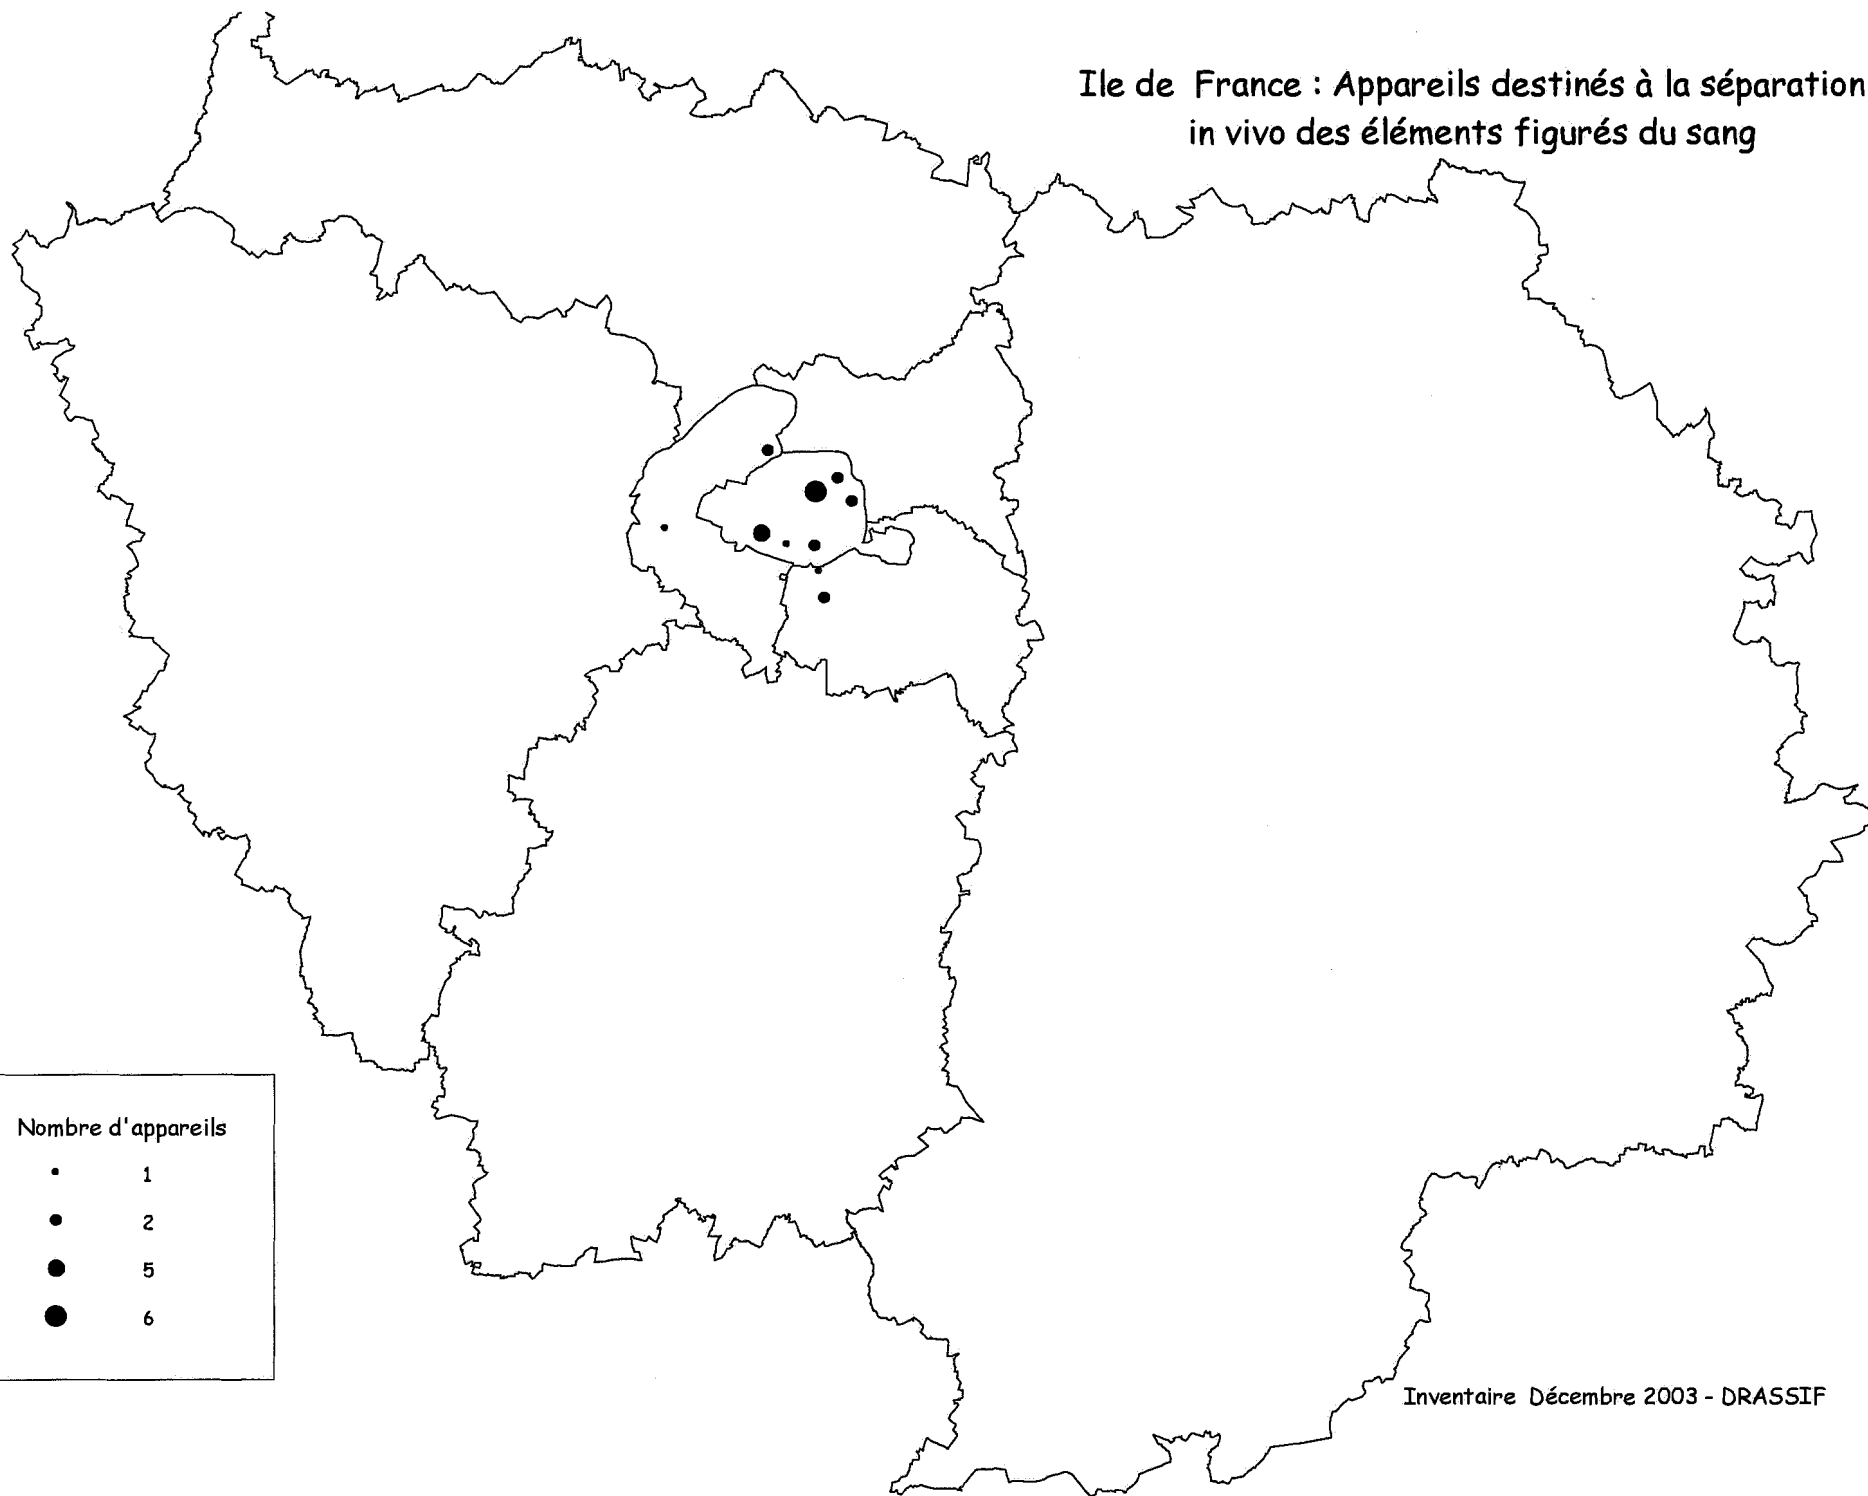 Ile de France : Appareils destinés à la séparation
in vivo des éléments figurés du sang
Nombre d'appareils
1
2
5
6
Inventaire Décembre 2003 - DRASSIF